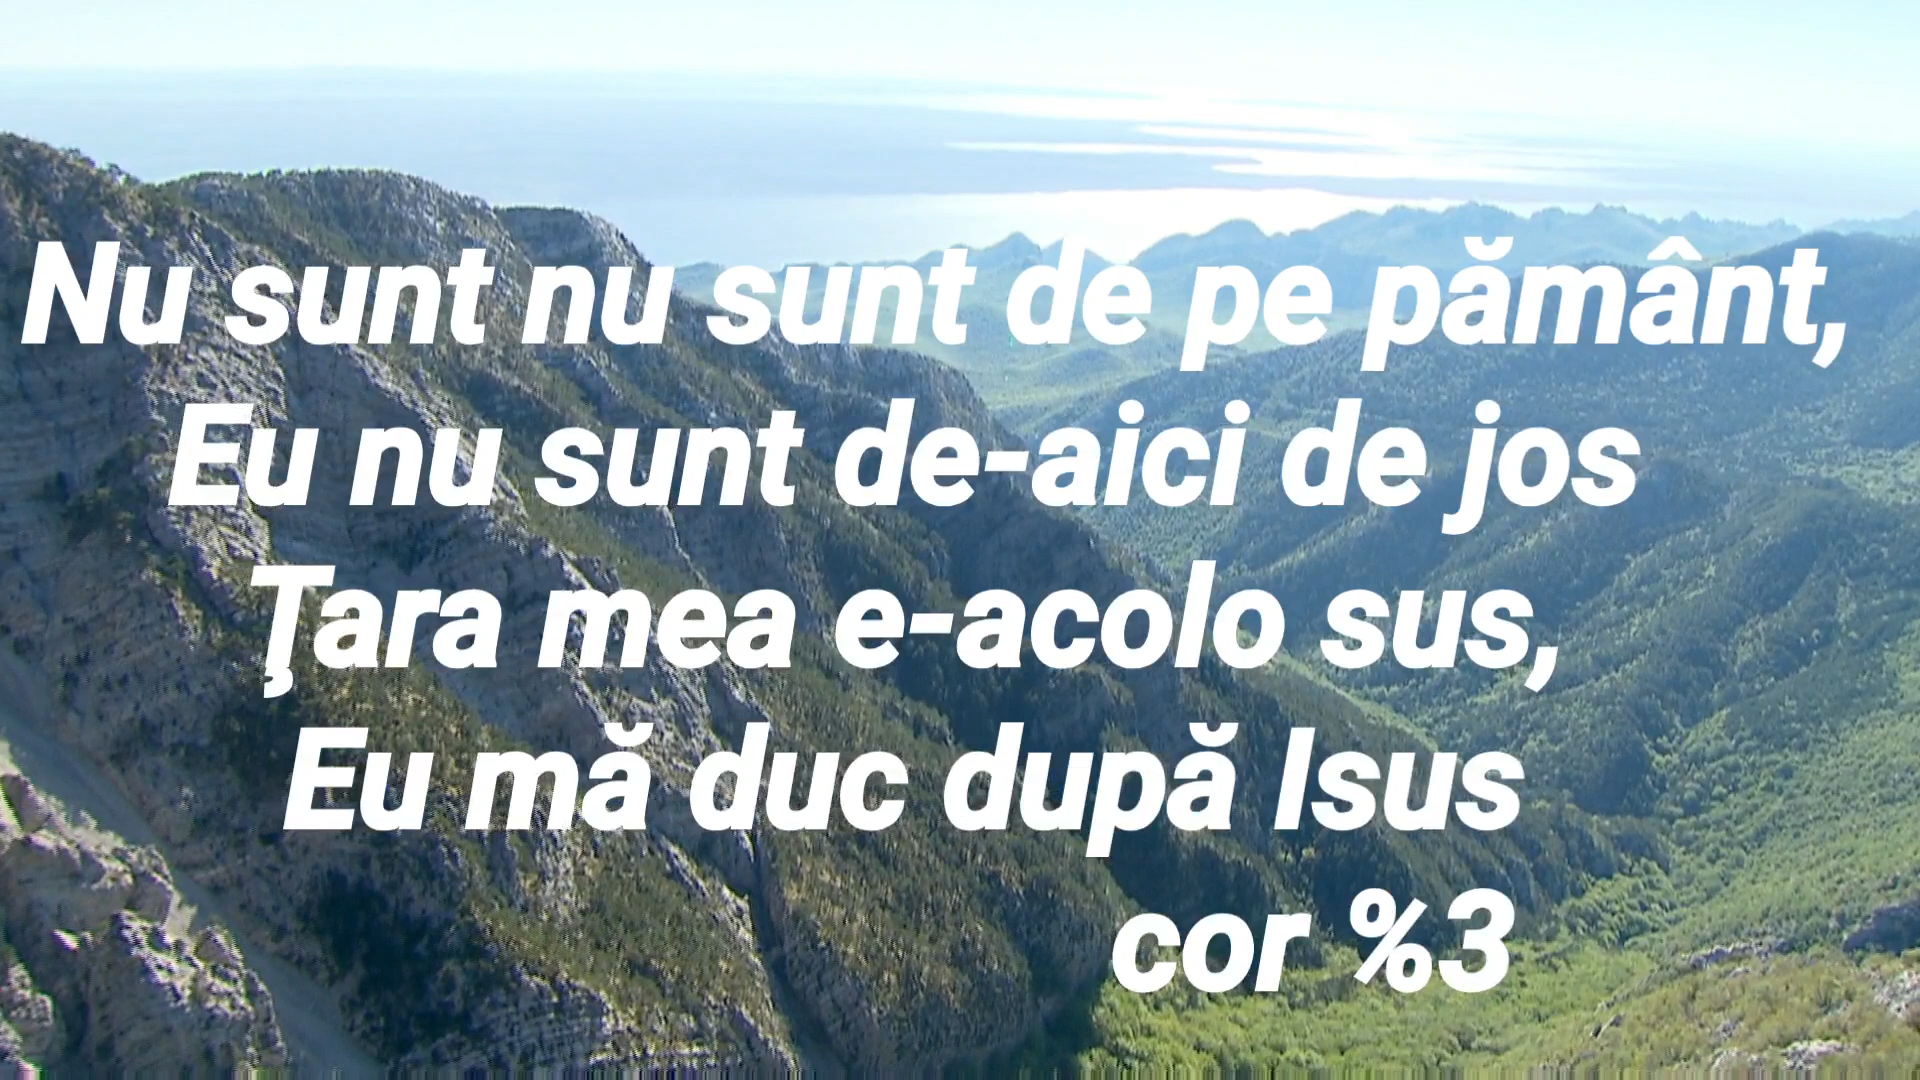 Nu sunt nu sunt de pe pământ,
Eu nu sunt de-aici de jos
Ţara mea e-acolo sus,
Eu mă duc după Isus
cor %3